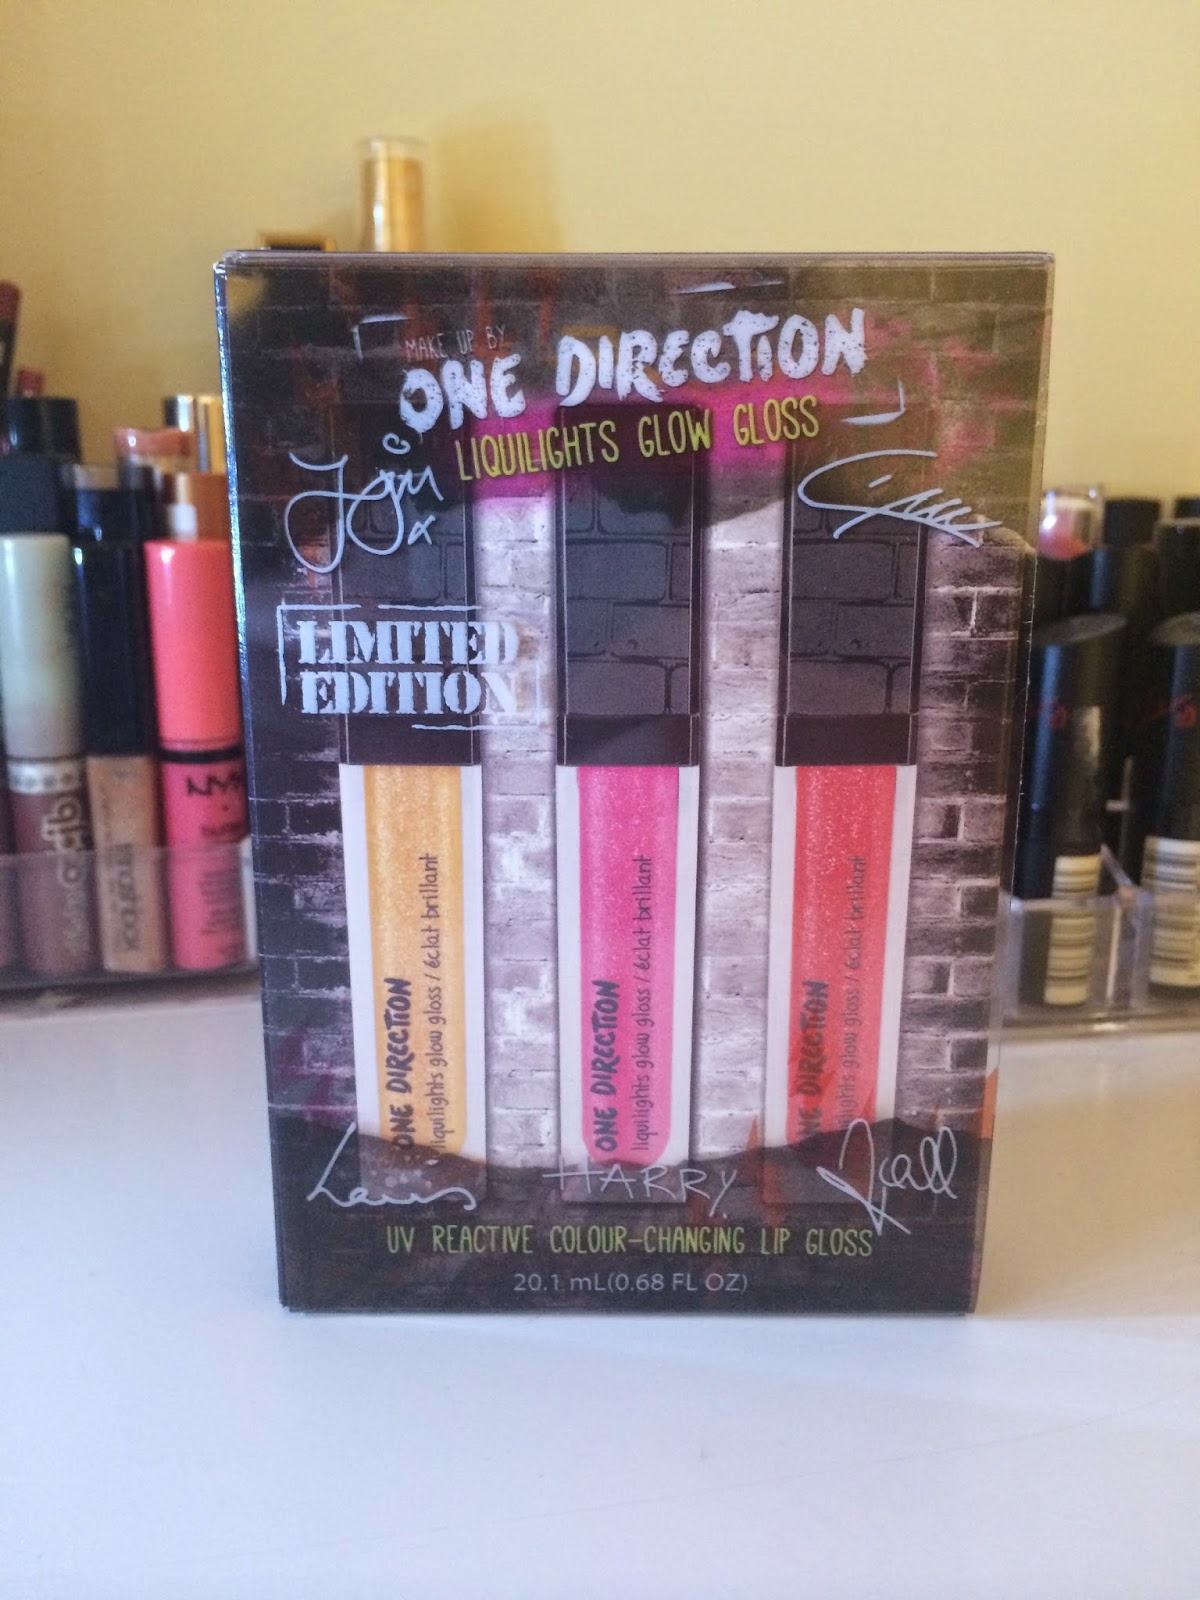 MAKE UP BY
ONE DIRECTION
LIQUILIGHTS GLOW GLOSS
LIMITED
EDITION
ONE DIRECTION
liquilights glow gloss / éclat brillant
ONE DIRECTION
liquilights glow gloss / éclat brillant
ONE DIRECTION
liquilights glow gloss / éclat brillant
Louis HARRY Niall
UV REACTIVE COLOUR-CHANGING LIP GLOSS
20.1 mL(0.68 FL OZ)
NYX